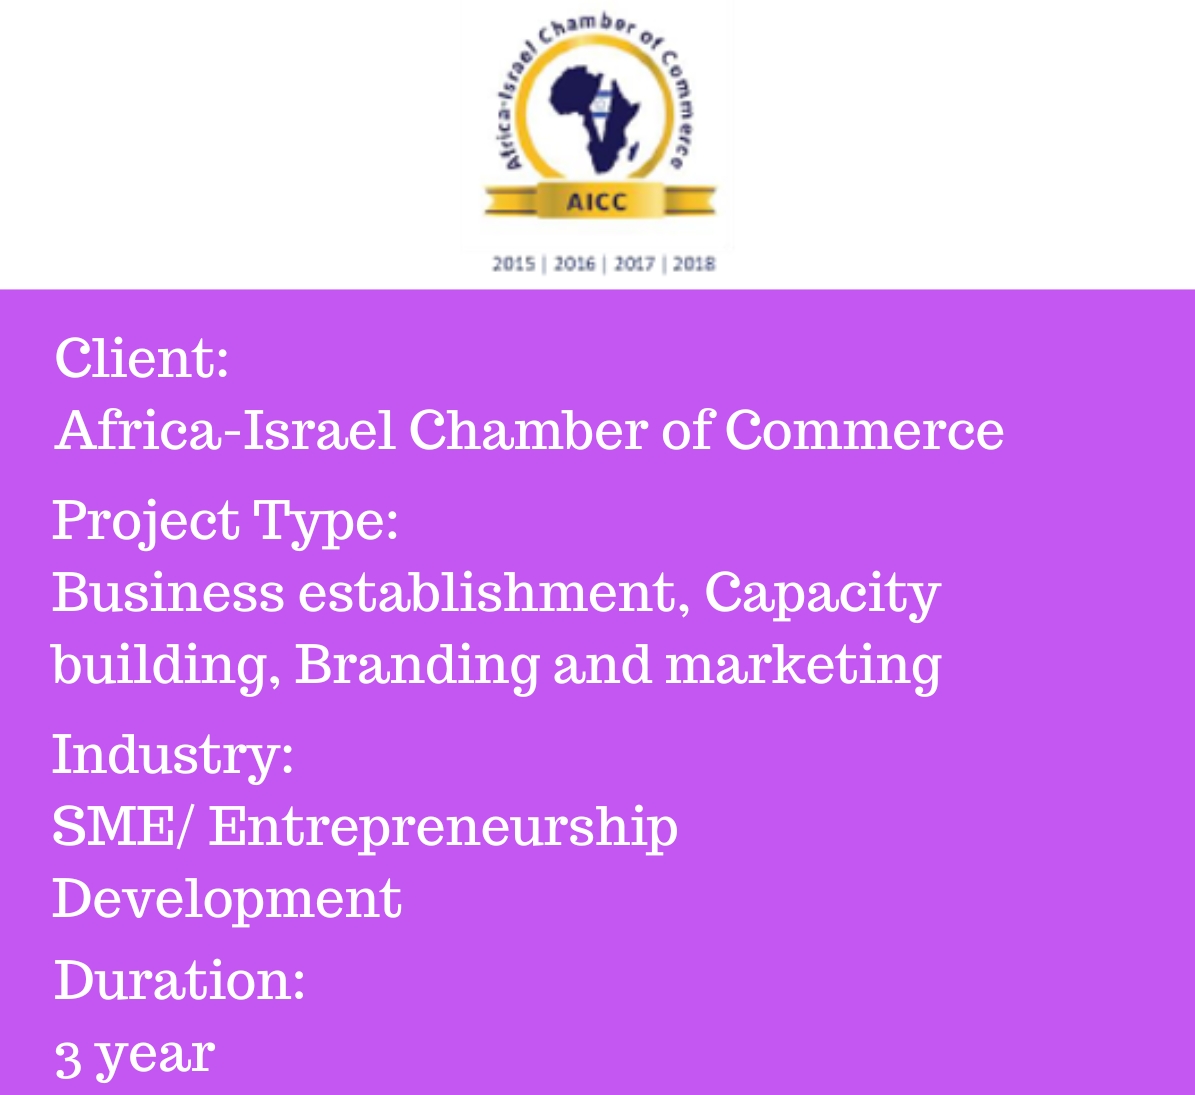 Africa-Israel Chamber of Commerce
AICC
2015 | 2016 | 2017 | 2018
Client:
Africa-Israel Chamber of Commerce
Project Type:
Business establishment, Capacity
building, Branding and marketing
Industry:
SME/ Entrepreneurship
Development
Duration:
3 year